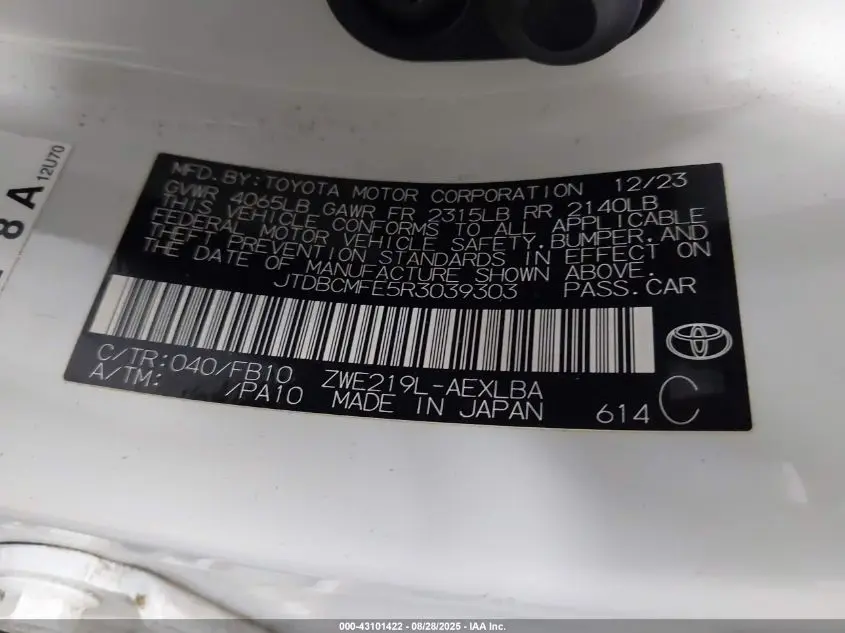 MFD. BY: TOYOTA MOTOR CORPORATION 12/23
GVWR 4065LB GAWR FR 2315LB RR 2140LB
THIS VEHICLE CONFORMS TO ALL APPLICABLE
FEDERAL MOTOR VEHICLE SAFETY, BUMPER, AND
THEFT PREVENTION STANDARDS IN EFFECT ON
THE DATE OF MANUFACTURE SHOWN ABOVE.
JTDBCMFE5R3039303 PASS.CAR
C/TR: 040/FB10 ZWE219L-AEXLBA
A/TM: /PA10 MADE IN JAPAN 614 C
8 A 12U70
000-43101422 | 08/28/2025 - IAA Inc.